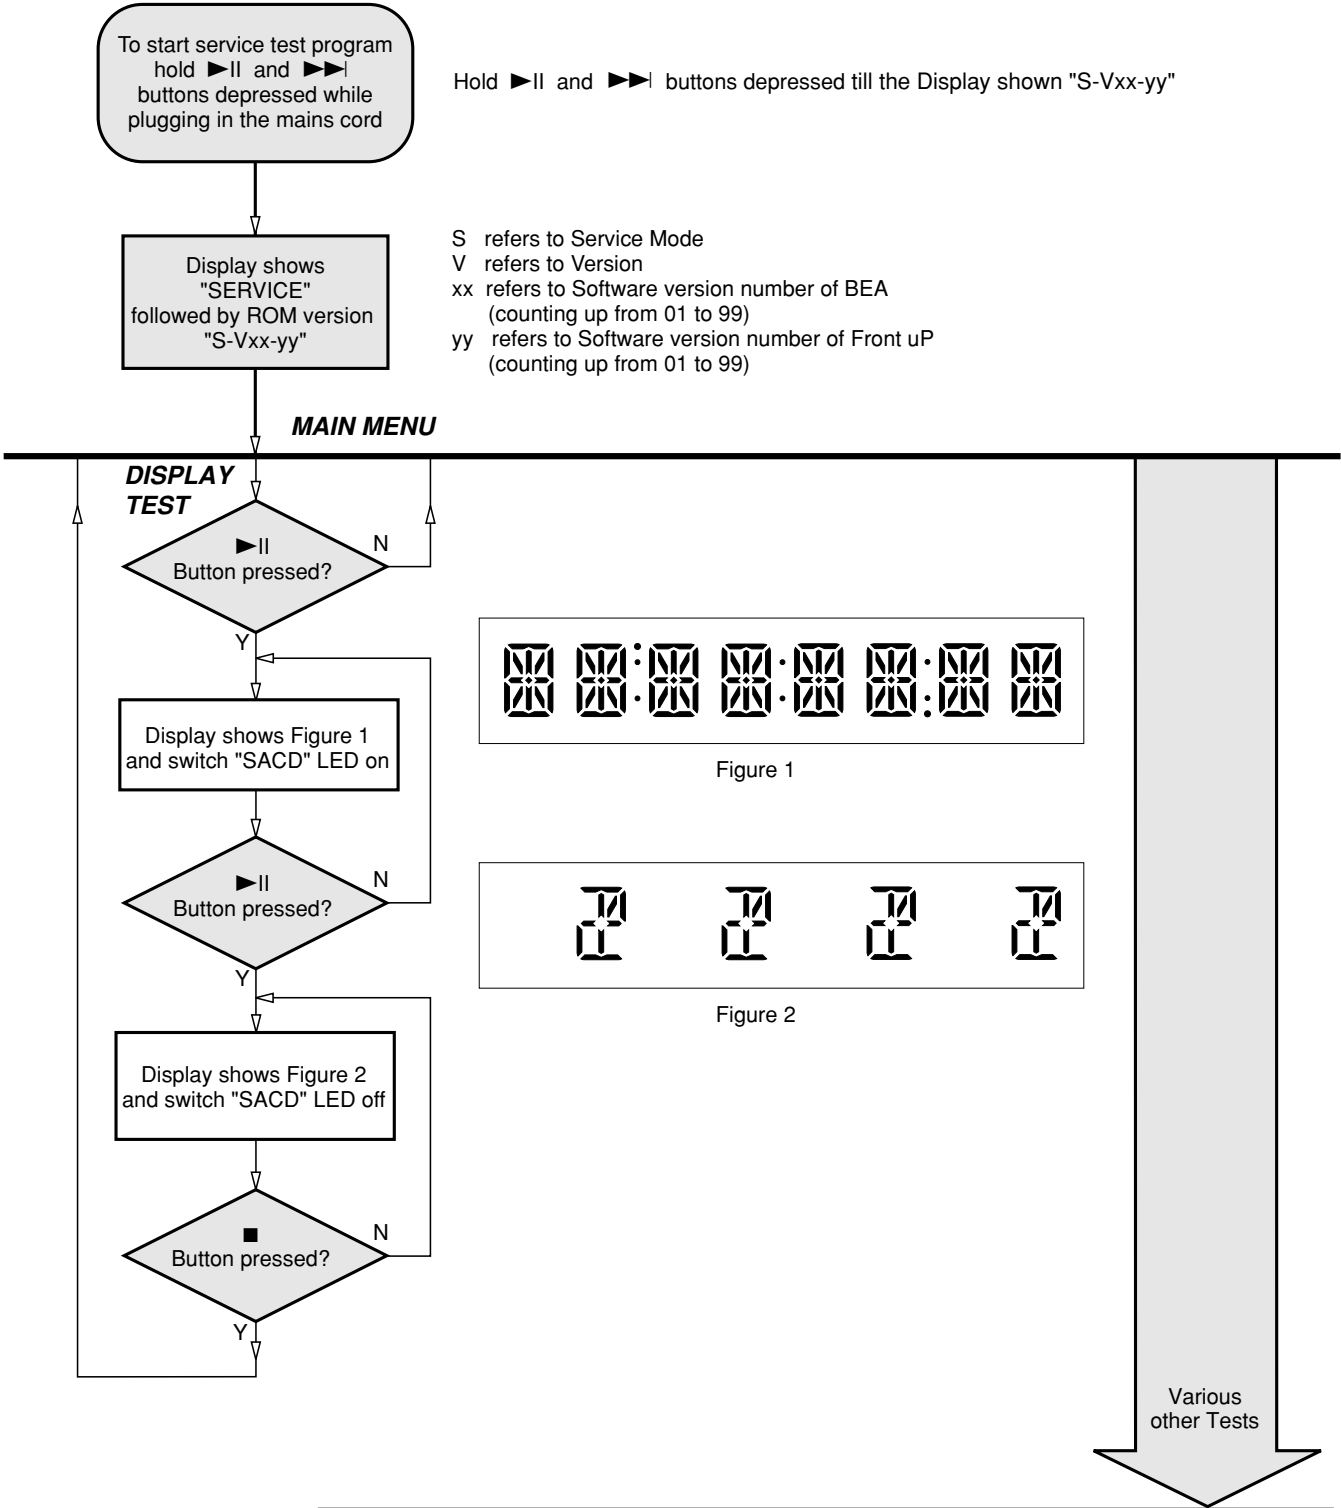 To start service test program
hold ►II and ►►|
buttons depressed while
plugging in the mains cord
Hold ►II and ►►| buttons depressed till the Display shown "S-Vxx-yy"
Display shows
"SERVICE"
followed by ROM version
"S-Vxx-yy"
S refers to Service Mode
V refers to Version
xx refers to Software version number of BEA
(counting up from 01 to 99)
yy refers to Software version number of Front uP
(counting up from 01 to 99)
MAIN MENU
DISPLAY
TEST
►II
Button pressed?
N
Y
Display shows Figure 1
and switch "SACD" LED on
Figure 1
►II
Button pressed?
N
Y
2 2 2 2
Figure 2
Display shows Figure 2
and switch "SACD" LED off
■
Button pressed?
N
Y
Various
other Tests